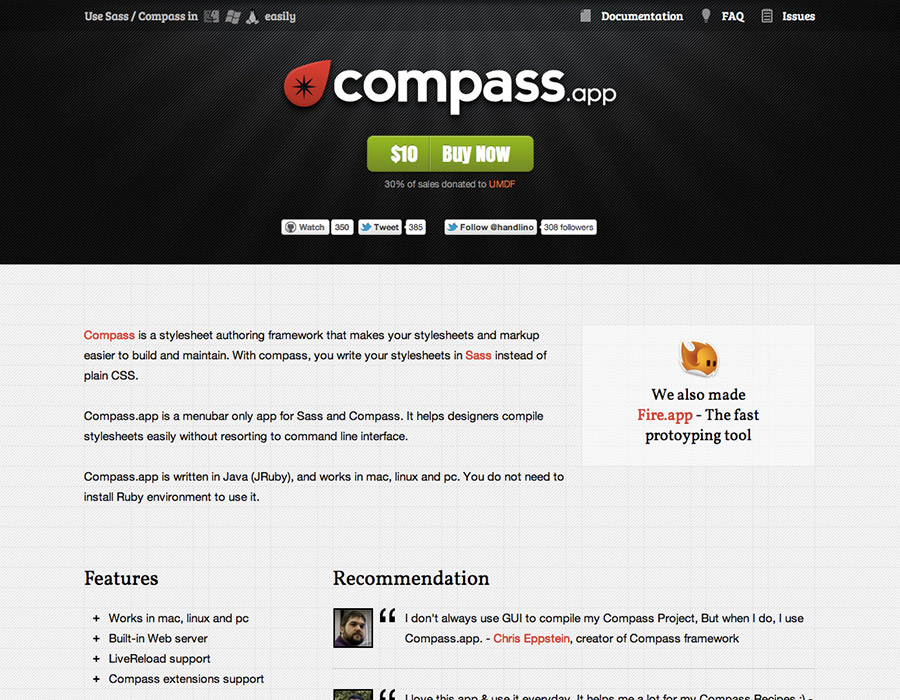 Use Sass / Compass in easily
Documentation
FAQ
Issues
compass.app
$10 Buy Now
30% of sales donated to UMDF
Watch 350 Tweet 385 Follow @handlino 308 followers
Compass is a stylesheet authoring framework that makes your stylesheets and markup
easier to build and maintain. With compass, you write your stylesheets in Sass instead of
plain CSS.
Compass.app is a menubar only app for Sass and Compass. It helps designers compile
stylesheets easily without resorting to command line interface.
Compass.app is written in Java (JRuby), and works in mac, linux and pc. You do not need to
install Ruby environment to use it.
We also made
Fire.app - The fast
protoyping tool
Features
+ Works in mac, linux and pc
+ Built-in Web server
+ LiveReload support
+ Compass extensions support
Recommendation
“ I don't always use GUI to compile my Compass Project, But when I do, I use
Compass.app. - Chris Eppstein, creator of Compass framework
“ I love this app & use it everyday. It helps me a lot for my Compass Recipes :) -